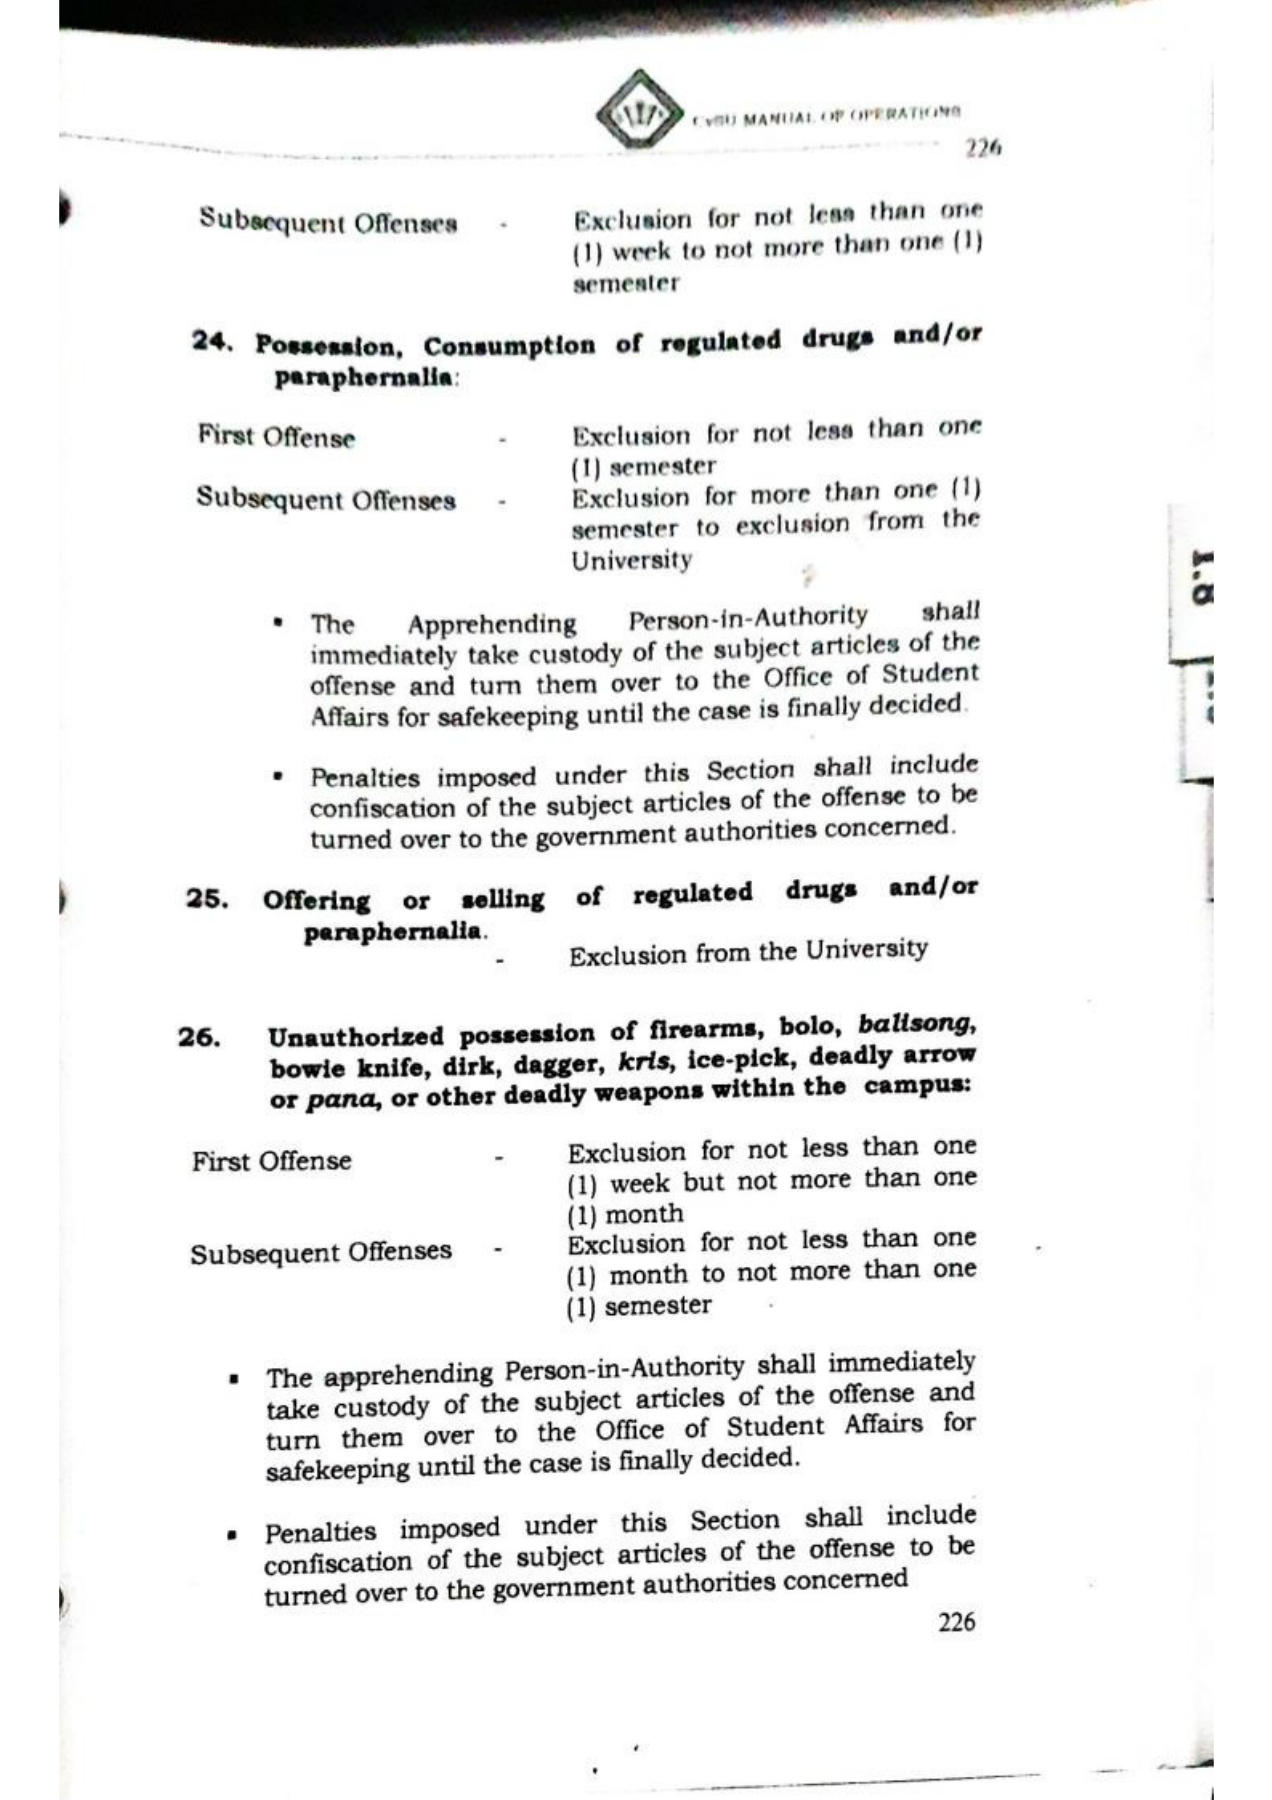 CvSU MANUAL OF OPERATIONS
226
Subsequent Offenses - Exclusion for not less than one
(1) week to not more than one (1)
semester
24. Possession, Consumption of regulated drugs and/or
paraphernalia:
First Offense - Exclusion for not less than one
(1) semester
Subsequent Offenses - Exclusion for more than one (1)
semester to exclusion from the
University
▪ The Apprehending Person-in-Authority shall
immediately take custody of the subject articles of the
offense and turn them over to the Office of Student
Affairs for safekeeping until the case is finally decided.
▪ Penalties imposed under this Section shall include
confiscation of the subject articles of the offense to be
turned over to the government authorities concerned.
25. Offering or selling of regulated drugs and/or
paraphernalia.
- Exclusion from the University
26. Unauthorized possession of firearms, bolo, balisong,
bowie knife, dirk, dagger, kris, ice-pick, deadly arrow
or pana, or other deadly weapons within the campus:
First Offense - Exclusion for not less than one
(1) week but not more than one
(1) month
Subsequent Offenses - Exclusion for not less than one
(1) month to not more than one
(1) semester
▪ The apprehending Person-in-Authority shall immediately
take custody of the subject articles of the offense and
turn them over to the Office of Student Affairs for
safekeeping until the case is finally decided.
▪ Penalties imposed under this Section shall include
confiscation of the subject articles of the offense to be
turned over to the government authorities concerned
226